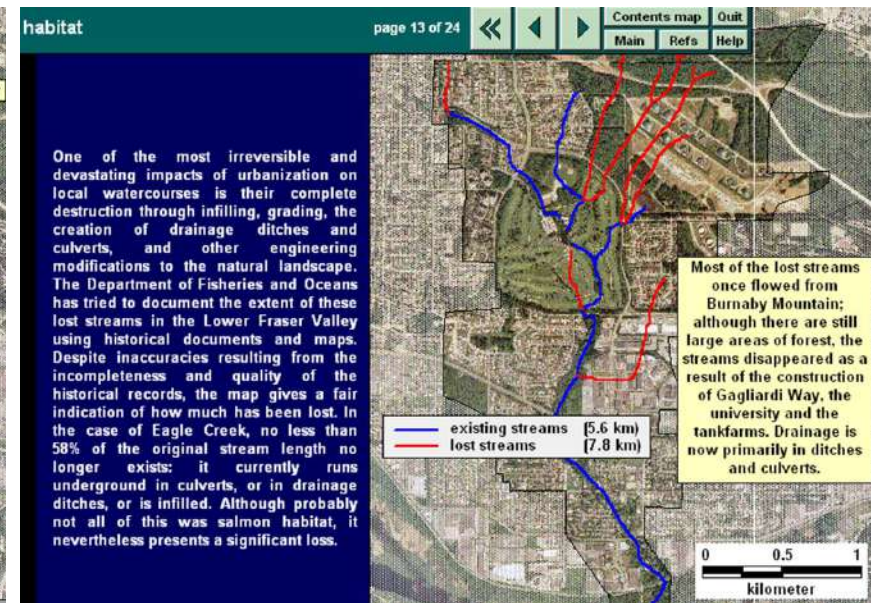 habitat
page 13 of 24
Contents map Quit
Main Refs Help
One of the most irreversible and
devastating impacts of urbanization on
local watercourses is their complete
destruction through infilling, grading, the
creation of drainage ditches and
culverts, and other engineering
modifications to the natural landscape.
The Department of Fisheries and Oceans
has tried to document the extent of these
lost streams in the Lower Fraser Valley
using historical documents and maps.
Despite inaccuracies resulting from the
incompleteness and quality of the
historical records, the map gives a fair
indication of how much has been lost. In
the case of Eagle Creek, no less than
58% of the original stream length no
longer exists: it currently runs
underground in culverts, or in drainage
ditches, or is infilled. Although probably
not all of this was salmon habitat, it
nevertheless presents a significant loss.
Most of the lost streams
once flowed from
Burnaby Mountain;
although there are still
large areas of forest, the
streams disappeared as a
result of the construction
of Gagliardi Way, the
university and the
tankfarms. Drainage is
now primarily in ditches
and culverts.
existing streams (5.6 km)
lost streams (7.8 km)
0 0.5 1
kilometer